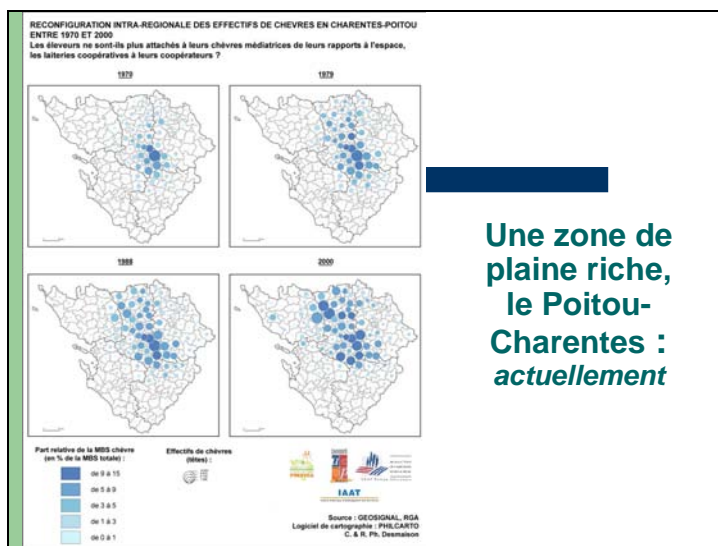 RECONFIGURATION INTRA-REGIONALE DES EFFECTIFS DE CHEVRES EN CHARENTES-POITOU
ENTRE 1970 ET 2000
Les éleveurs ne sont-ils plus attachés à leurs chèvres médiatrices de leurs rapports à l'espace,
les laiteries coopératives à leurs coopérateurs ?
1970
1979
1988
2000
Une zone de
plaine riche,
le Poitou-
Charentes :
actuellement
Part relative de la MBS chèvre
(en % de la MBS totale) :
de 9 à 15
de 5 à 9
de 3 à 5
de 1 à 3
de 0 à 1
Effectifs de chèvres
(têtes) :
IAAT
Source : GEOSIGNAL, RGA
Logiciel de cartographie : PHILCARTO
C. & R. Ph. Desmaison